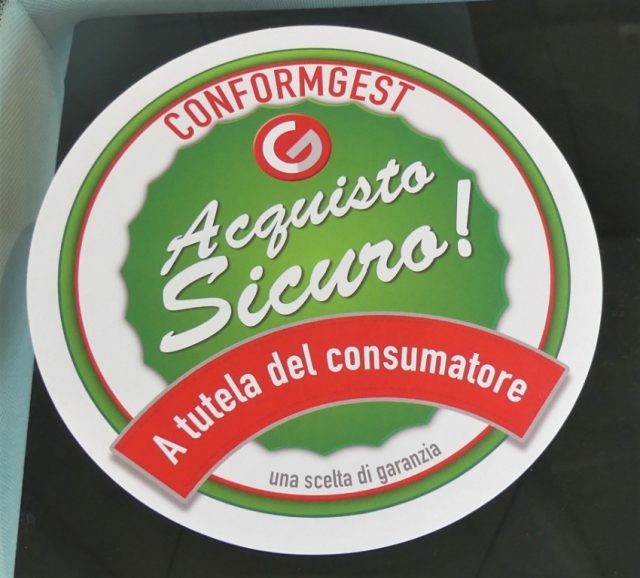 CONFORMGEST
Acquisto
Sicuro!
A tutela del consumatore
una scelta di garanzia